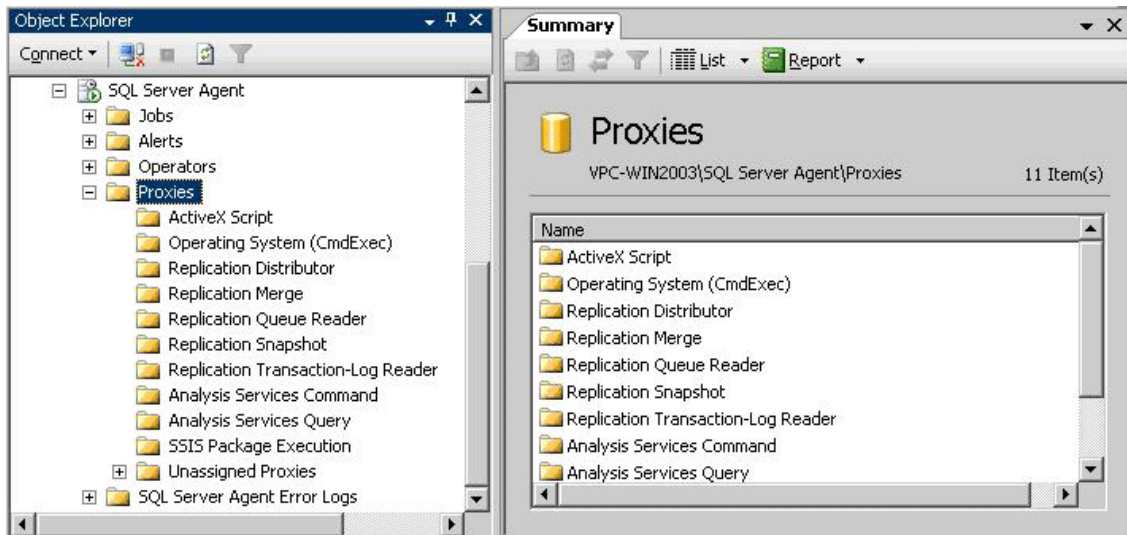 Object Explorer
Connect
SQL Server Agent
Jobs
Alerts
Operators
Proxies
ActiveX Script
Operating System (CmdExec)
Replication Distributor
Replication Merge
Replication Queue Reader
Replication Snapshot
Replication Transaction-Log Reader
Analysis Services Command
Analysis Services Query
SSIS Package Execution
Unassigned Proxies
SQL Server Agent Error Logs
Summary
List Report
Proxies
VPC-WIN2003\SQL Server Agent\Proxies 11 Item(s)
Name
ActiveX Script
Operating System (CmdExec)
Replication Distributor
Replication Merge
Replication Queue Reader
Replication Snapshot
Replication Transaction-Log Reader
Analysis Services Command
Analysis Services Query